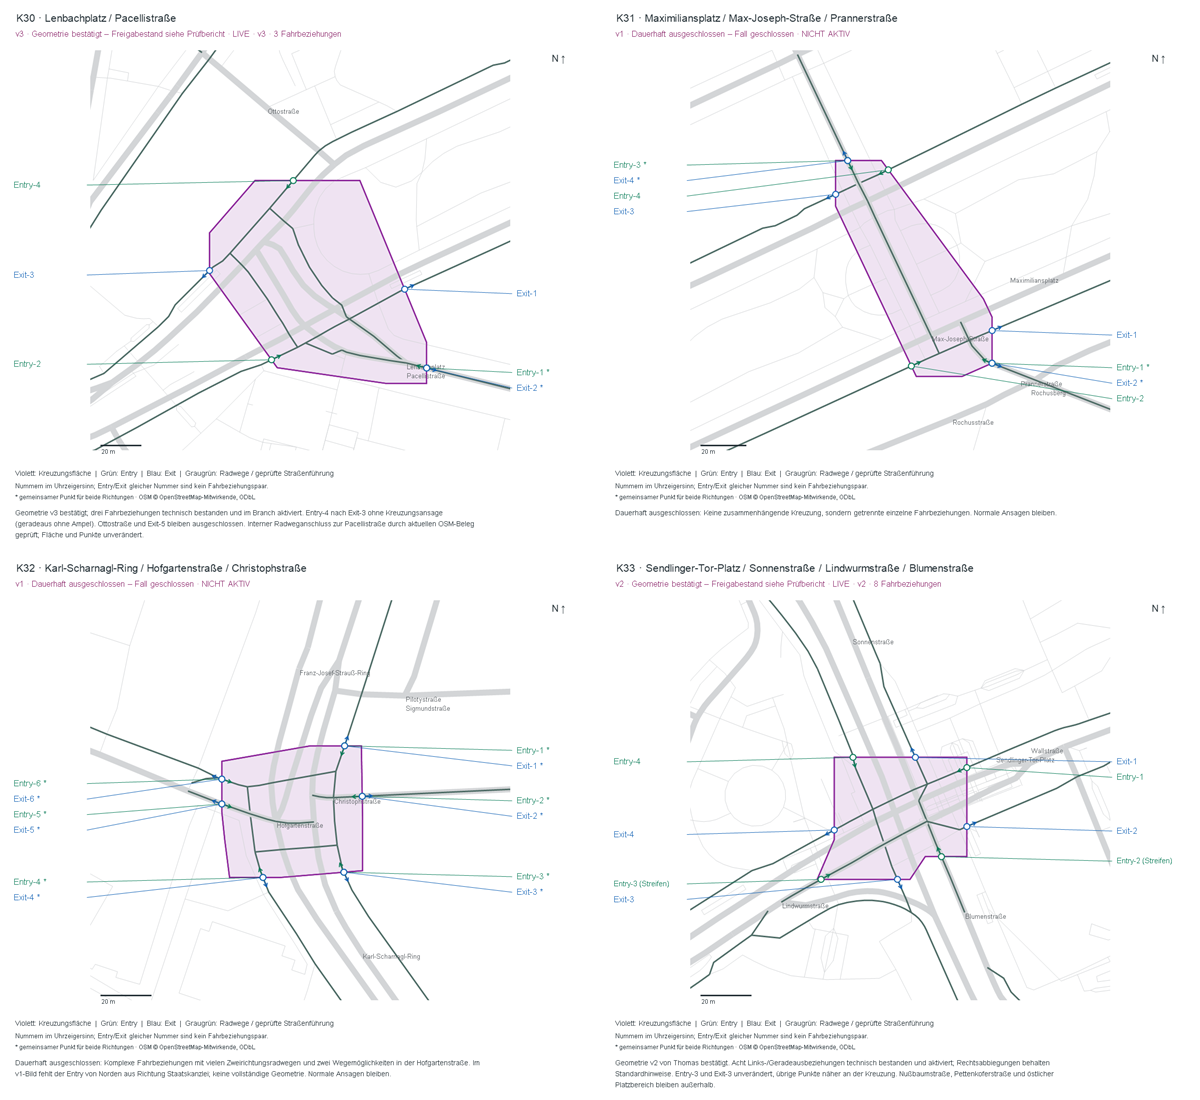 K30 · Lenbachplatz / Pacellistraße
v3 · Geometrie bestätigt – Freigabestand siehe Prüfbericht · LIVE · v3 · 3 Fahrbeziehungen
N ↑
Ottostraße
Entry-4
Exit-3
Exit-1
Entry-2
Pacellistraße
Entry-1 *
Exit-2 *
20 m
Violett: Kreuzungsfläche | Grün: Entry | Blau: Exit | Graugrün: Radwege / geprüfte Straßenführung
Nummern im Uhrzeigersinn; Entry/Exit gleicher Nummer sind kein Fahrbeziehungspaar.
* gemeinsamer Punkt für beide Richtungen · OSM © OpenStreetMap-Mitwirkende, ODbL
Geometrie v3 bestätigt; drei Fahrbeziehungen technisch bestanden und im Branch aktiviert. Entry-4 nach Exit-3 ohne Kreuzungsansage
(geradeaus ohne Ampel). Ottostraße und Exit-5 bleiben ausgeschlossen. Interner Radweganschluss zur Pacellistraße durch aktuellen OSM-Beleg
geprüft; Fläche und Punkte unverändert.
K31 · Maximiliansplatz / Max-Joseph-Straße / Prannerstraße
v1 · Dauerhaft ausgeschlossen – Fall geschlossen · NICHT AKTIV
N ↑
Entry-3 *
Exit-4 *
Entry-4
Exit-3
Maximiliansplatz
Max-Joseph-Straße
Exit-1
Entry-1 *
Exit-2 *
Entry-2
Prannerstraße
Rochusberg
Rochusstraße
20 m
Violett: Kreuzungsfläche | Grün: Entry | Blau: Exit | Graugrün: Radwege / geprüfte Straßenführung
Nummern im Uhrzeigersinn; Entry/Exit gleicher Nummer sind kein Fahrbeziehungspaar.
* gemeinsamer Punkt für beide Richtungen · OSM © OpenStreetMap-Mitwirkende, ODbL
Dauerhaft ausgeschlossen: Keine zusammenhängende Kreuzung, sondern getrennte einzelne Fahrbeziehungen. Normale Ansagen bleiben.
K32 · Karl-Scharnagl-Ring / Hofgartenstraße / Christophstraße
v1 · Dauerhaft ausgeschlossen – Fall geschlossen · NICHT AKTIV
N ↑
Franz-Josef-Strauß-Ring
Pilotystraße
Sigmundstraße
Entry-1 *
Exit-1 *
Entry-6 *
Exit-6 *
Entry-5 *
Exit-5 *
Christophstraße
Entry-2 *
Exit-2 *
Hofgartenstraße
Entry-4 *
Exit-4 *
Entry-3 *
Exit-3 *
Karl-Scharnagl-Ring
20 m
Violett: Kreuzungsfläche | Grün: Entry | Blau: Exit | Graugrün: Radwege / geprüfte Straßenführung
Nummern im Uhrzeigersinn; Entry/Exit gleicher Nummer sind kein Fahrbeziehungspaar.
* gemeinsamer Punkt für beide Richtungen · OSM © OpenStreetMap-Mitwirkende, ODbL
Dauerhaft ausgeschlossen: Komplexe Fahrbeziehungen mit vielen Zweirichtungsradwegen und zwei Wegemöglichkeiten in der Hofgartenstraße. Im
v1-Bild fehlt der Entry von Norden aus Richtung Staatskanzlei; keine vollständige Geometrie. Normale Ansagen bleiben.
K33 · Sendlinger-Tor-Platz / Sonnenstraße / Lindwurmstraße / Blumenstraße
v2 · Geometrie bestätigt – Freigabestand siehe Prüfbericht · LIVE · v2 · 8 Fahrbeziehungen
N ↑
Sonnenstraße
Wallstraße
Sendlinger-Tor-Platz
Entry-4
Exit-1
Entry-1
Exit-4
Exit-2
Entry-2 (Streifen)
Entry-3 (Streifen)
Exit-3
Lindwurmstraße
Blumenstraße
20 m
Violett: Kreuzungsfläche | Grün: Entry | Blau: Exit | Graugrün: Radwege / geprüfte Straßenführung
Nummern im Uhrzeigersinn; Entry/Exit gleicher Nummer sind kein Fahrbeziehungspaar.
* gemeinsamer Punkt für beide Richtungen · OSM © OpenStreetMap-Mitwirkende, ODbL
Geometrie v2 von Thomas bestätigt. Acht Links-/Geradeausbeziehungen technisch bestanden und aktiviert; Rechtsabbiegungen behalten
Standardhinweise. Entry-3 und Exit-3 unverändert, übrige Punkte näher an der Kreuzung. Nußbaumstraße, Pettenkoferstraße und östlicher
Platzbereich bleiben außerhalb.